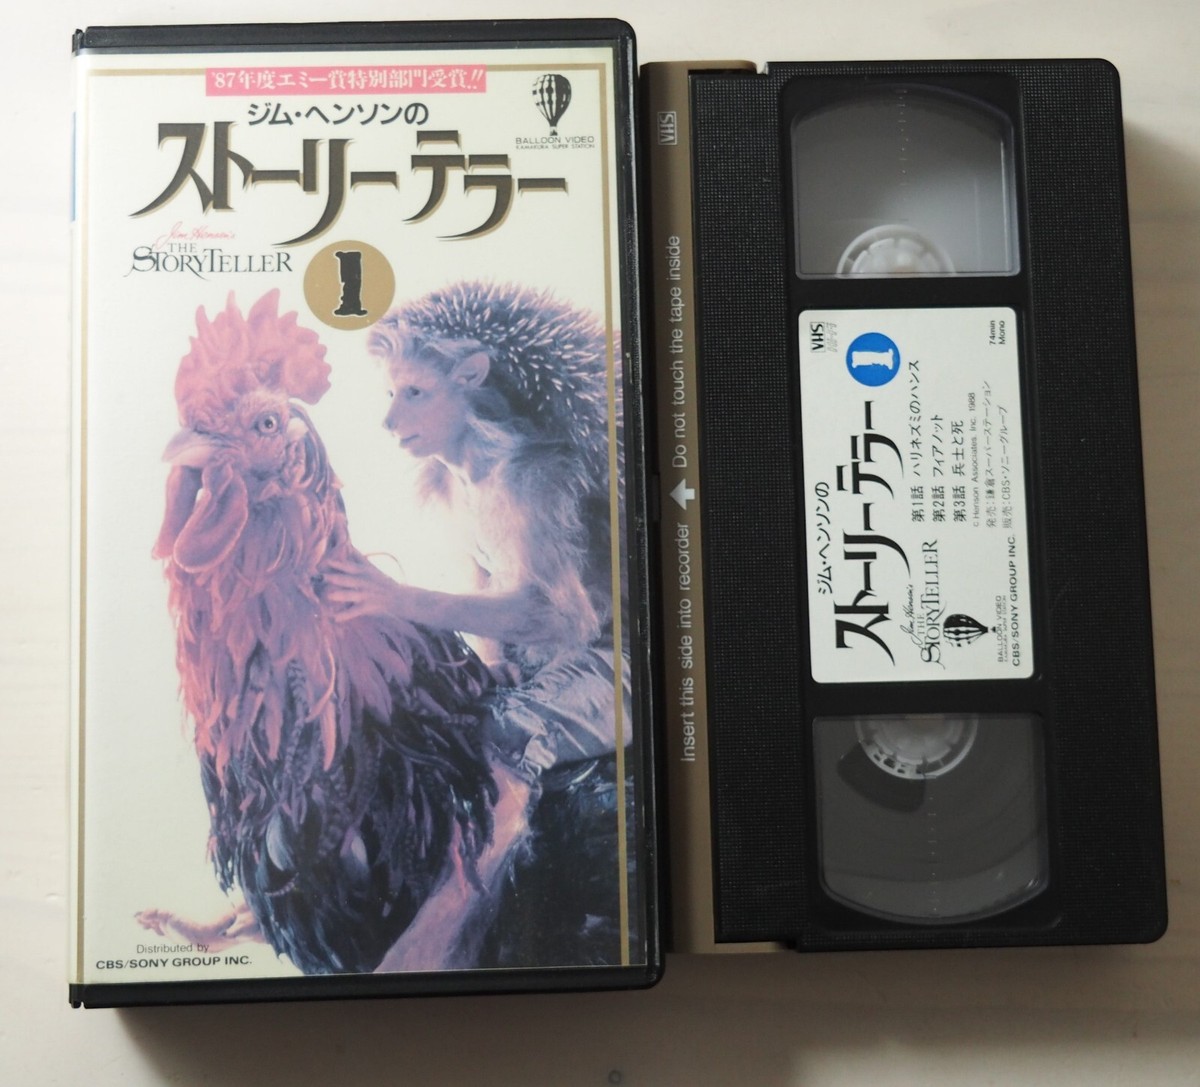 '87年度エミー賞特別部門受賞!!
ジム・ヘンソンの
ストーリーテラー
Jim Henson's
THE
STORYTELLER
1
BALLOON VIDEO
KAMAKURA SUPER STATION
Distributed by
CBS/SONY GROUP INC.
VHS
Insert this side into recorder Do not touch the tape inside
VHS
1
74min
Mono
ジム・ヘンソンの
ストーリーテラー
Jim Henson's
THE
STORYTELLER
第1話 ハリネズミのハンス
第2話 フィアノット
第3話 兵士と死
© Henson Associates, Inc. 1988
発売:鎌倉スーパーステーション
販売:CBS・ソニーグループ
BALLOON VIDEO
KAMAKURA SUPER STATION
CBS/SONY GROUP INC.